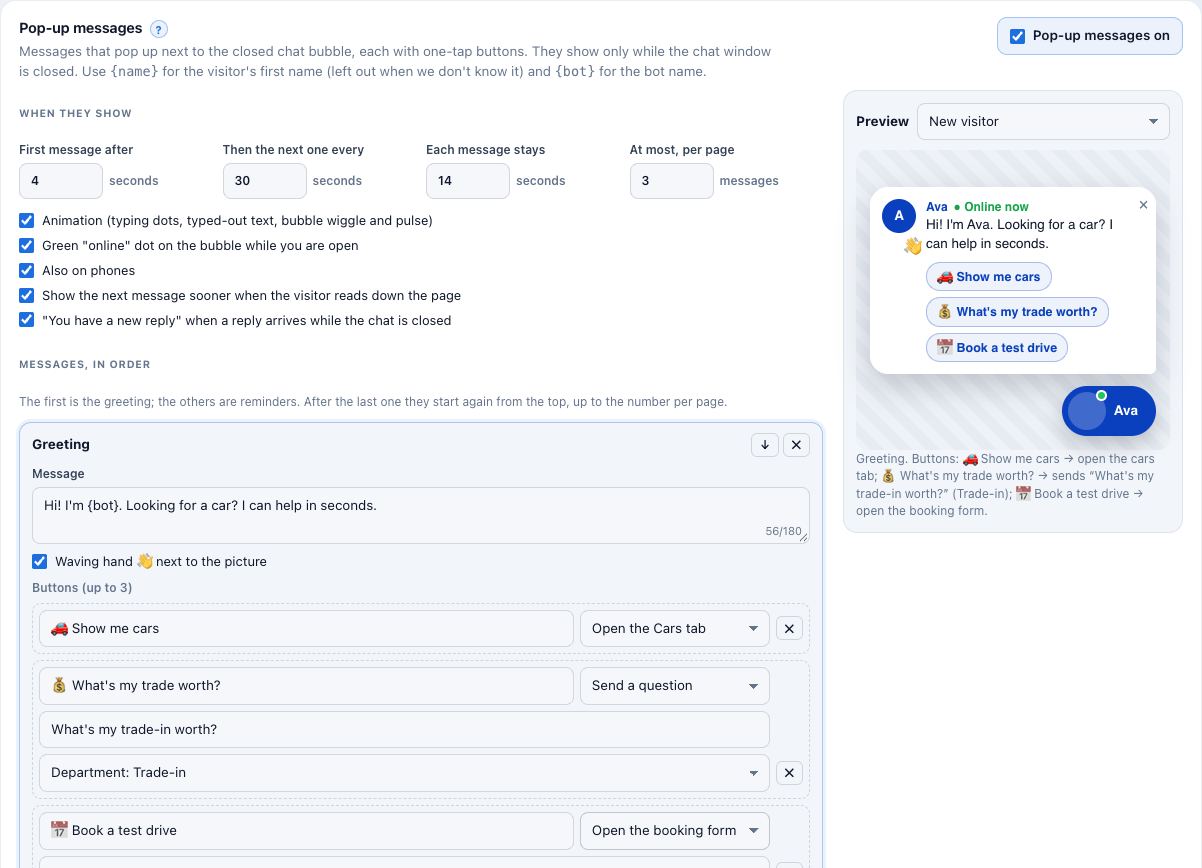 Pop-up messages ?
Pop-up messages on
Messages that pop up next to the closed chat bubble, each with one-tap buttons. They show only while the chat window
is closed. Use {name} for the visitor's first name (left out when we don't know it) and {bot} for the bot name.
WHEN THEY SHOW
First message after
Then the next one every
Each message stays
At most, per page
4 seconds
30 seconds
14 seconds
3 messages
Animation (typing dots, typed-out text, bubble wiggle and pulse)
Green "online" dot on the bubble while you are open
Also on phones
Show the next message sooner when the visitor reads down the page
"You have a new reply" when a reply arrives while the chat is closed
MESSAGES, IN ORDER
The first is the greeting; the others are reminders. After the last one they start again from the top, up to the number per page.
Greeting
Message
Hi! I'm {bot}. Looking for a car? I can help in seconds.
56/180
Waving hand 👋 next to the picture
Buttons (up to 3)
🚗 Show me cars
Open the Cars tab
💰 What's my trade worth?
Send a question
What's my trade-in worth?
Department: Trade-in
📅 Book a test drive
Open the booking form
Preview
New visitor
A
Ava • Online now
Hi! I'm Ava. Looking for a car? I
👋 can help in seconds.
🚗 Show me cars
💰 What's my trade worth?
📅 Book a test drive
Ava
Greeting. Buttons: 🚗 Show me cars → open the cars
tab; 💰 What's my trade worth? → sends “What's my
trade-in worth?” (Trade-in); 📅 Book a test drive →
open the booking form.